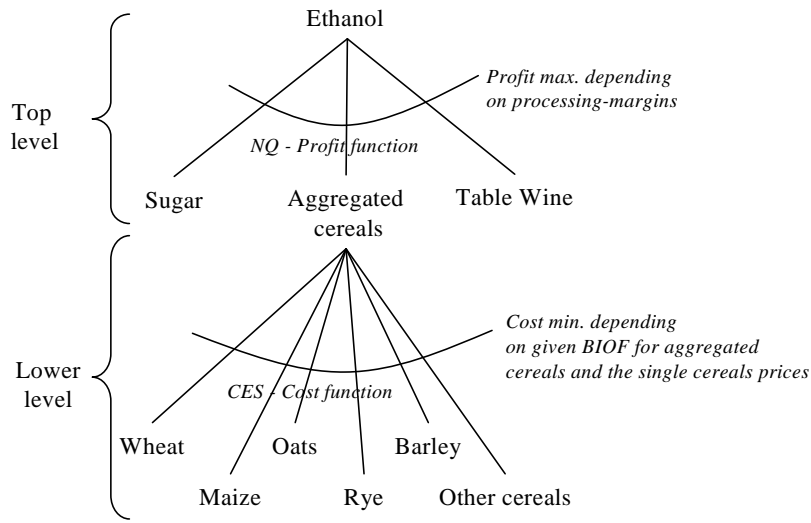 Ethanol
Profit max. depending
on processing-margins
Top
level
NQ - Profit function
Sugar
Aggregated
cereals
Table Wine
Cost min. depending
on given BIOF for aggregated
cereals and the single cereals prices
Lower
level
CES - Cost function
Wheat
Oats
Barley
Maize
Rye
Other cereals